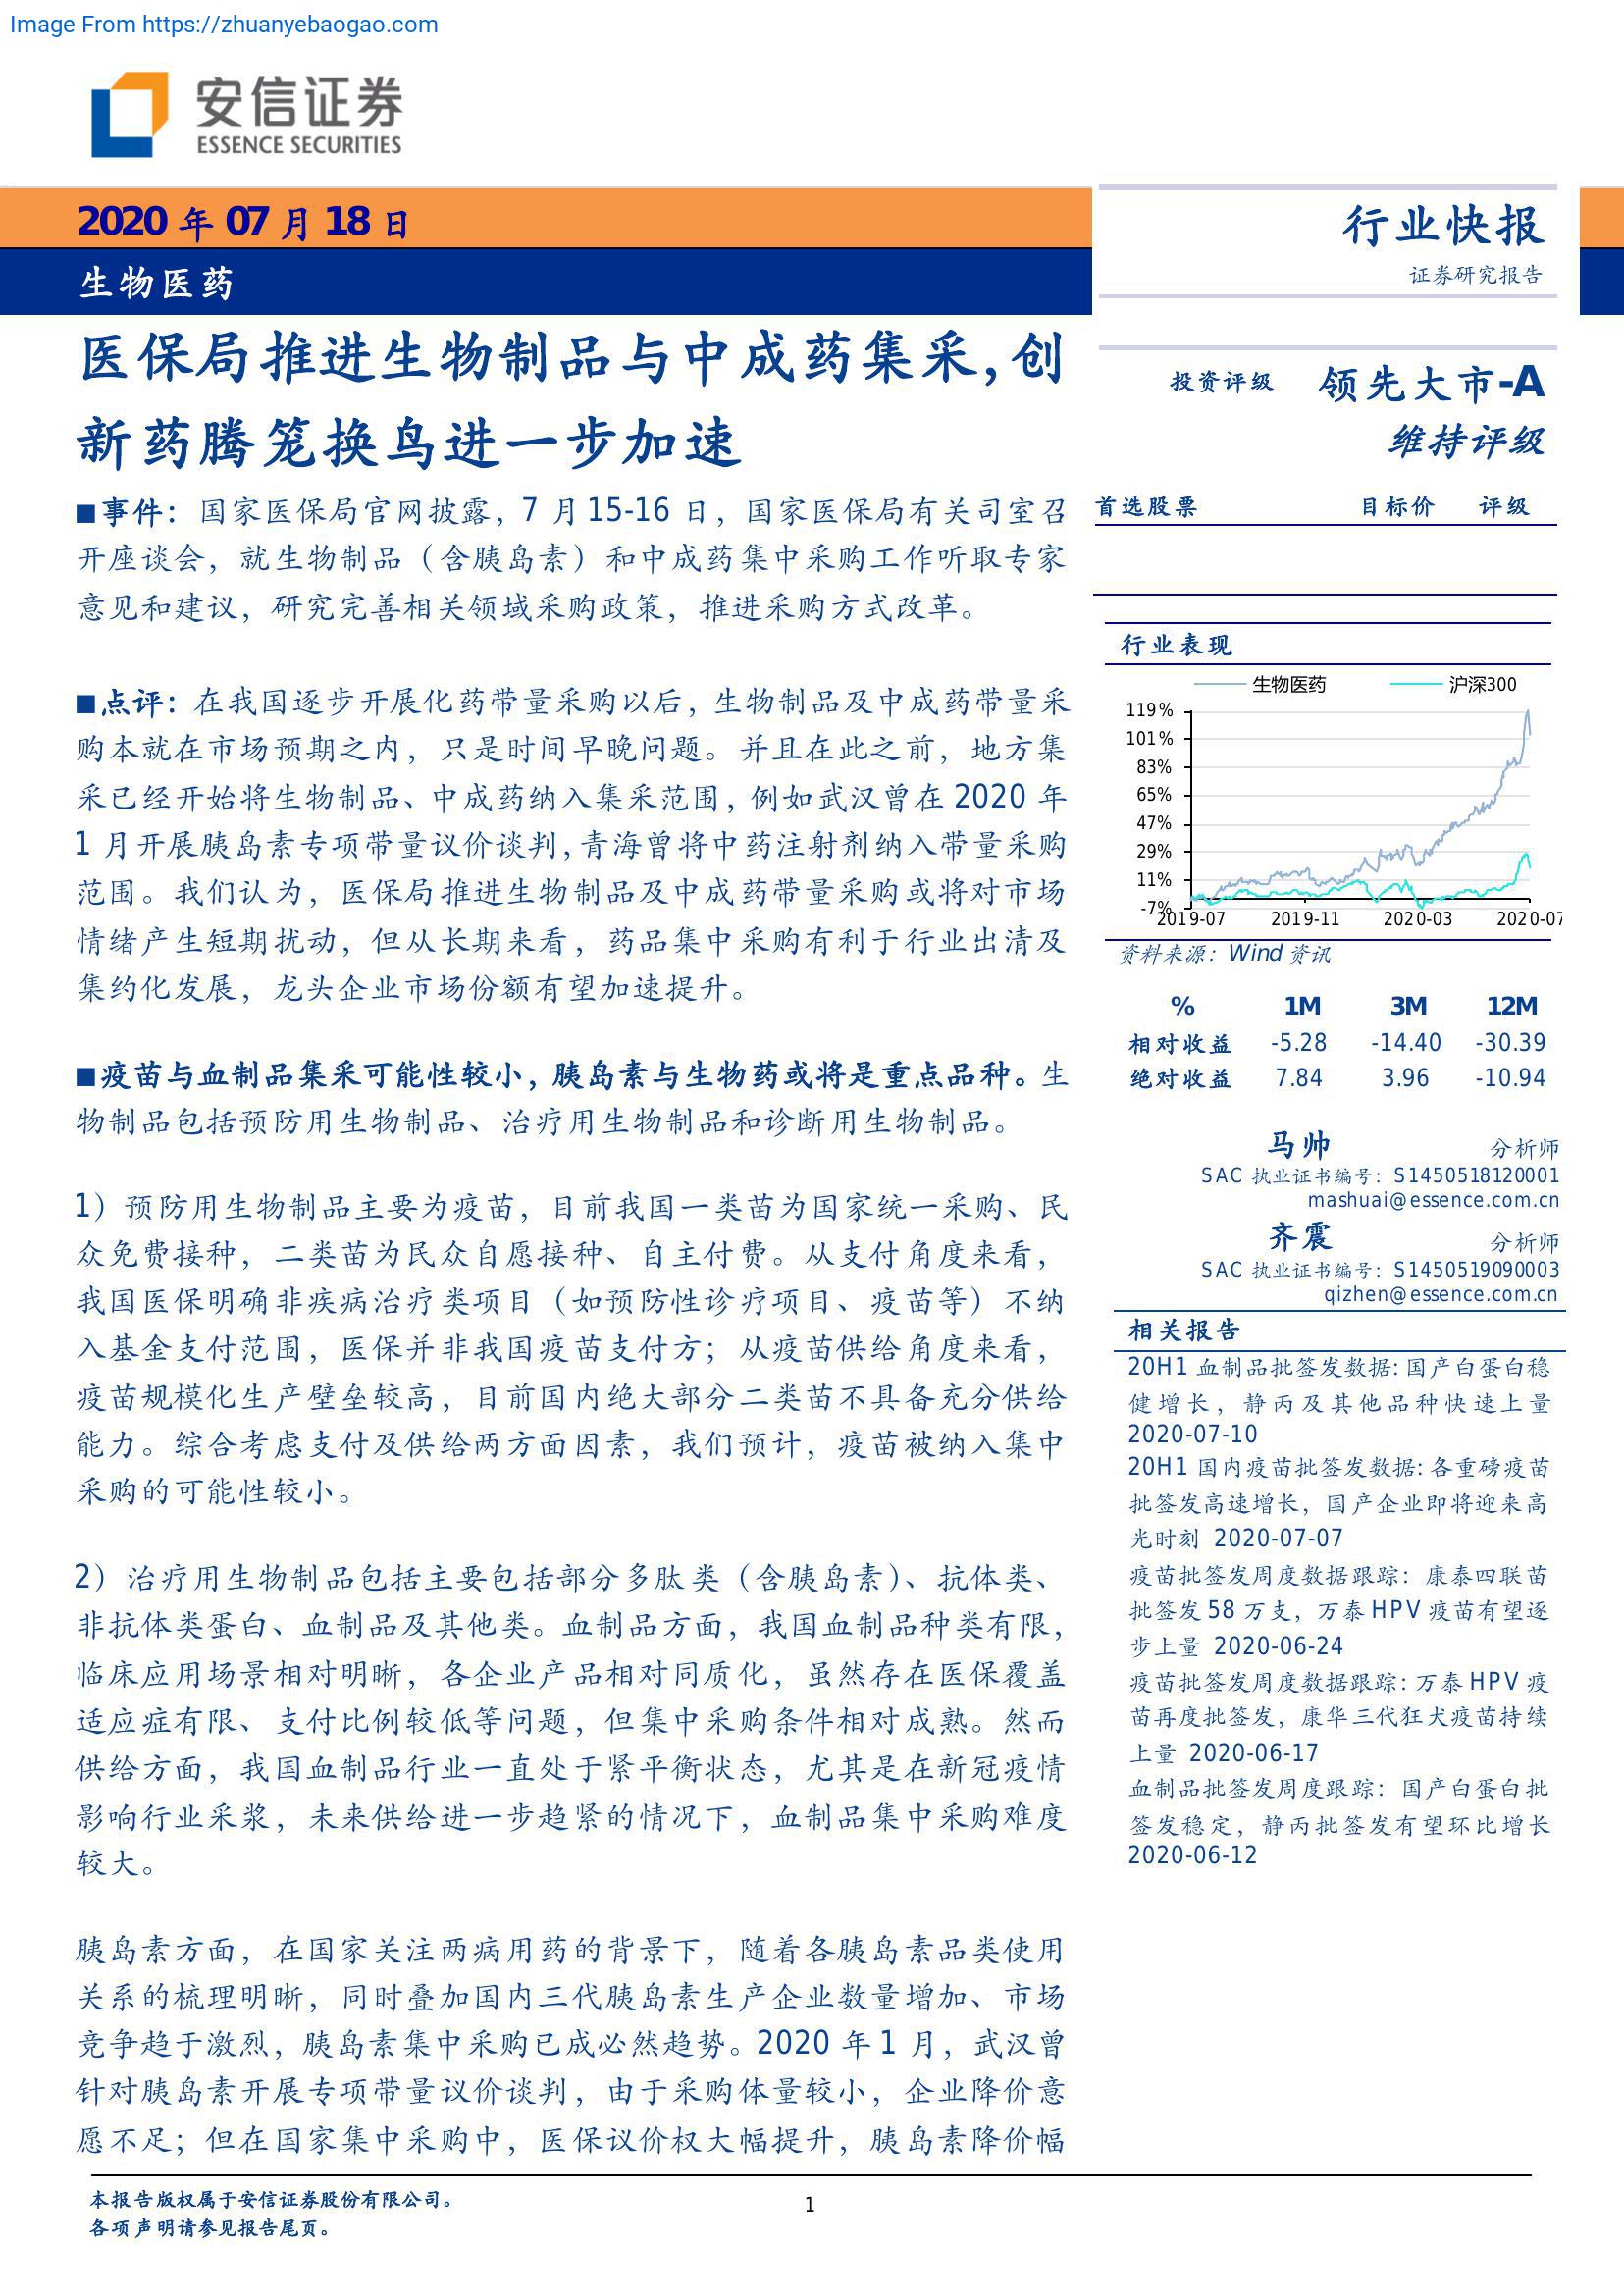 Image From https://zhuanyebaogao.com
安信证券
ESSENCE SECURITIES
2020 年 07 月 18 日
生物医药
行业快报
证券研究报告
医保局推进生物制品与中成药集采,创
新药腾笼换鸟进一步加速
■事件：国家医保局官网披露，7 月 15-16 日，国家医保局有关司室召
开座谈会，就生物制品（含胰岛素）和中成药集中采购工作听取专家
意见和建议，研究完善相关领域采购政策，推进采购方式改革。
■点评：在我国逐步开展化药带量采购以后，生物制品及中成药带量采
购本就在市场预期之内，只是时间早晚问题。并且在此之前，地方集
采已经开始将生物制品、中成药纳入集采范围，例如武汉曾在 2020 年
1 月开展胰岛素专项带量议价谈判，青海曾将中药注射剂纳入带量采购
范围。我们认为，医保局推进生物制品及中成药带量采购或将对市场
情绪产生短期扰动，但从长期来看，药品集中采购有利于行业出清及
集约化发展，龙头企业市场份额有望加速提升。
■疫苗与血制品集采可能性较小，胰岛素与生物药或将是重点品种。生
物制品包括预防用生物制品、治疗用生物制品和诊断用生物制品。
1）预防用生物制品主要为疫苗，目前我国一类苗为国家统一采购、民
众免费接种，二类苗为民众自愿接种、自主付费。从支付角度来看，
我国医保明确非疾病治疗类项目（如预防性诊疗项目、疫苗等）不纳
入基金支付范围，医保并非我国疫苗支付方；从疫苗供给角度来看，
疫苗规模化生产壁垒较高，目前国内绝大部分二类苗不具备充分供给
能力。综合考虑支付及供给两方面因素，我们预计，疫苗被纳入集中
采购的可能性较小。
2）治疗用生物制品包括主要包括部分多肽类（含胰岛素）、抗体类、
非抗体类蛋白、血制品及其他类。血制品方面，我国血制品种类有限，
临床应用场景相对明晰，各企业产品相对同质化，虽然存在医保覆盖
适应症有限、支付比例较低等问题，但集中采购条件相对成熟。然而
供给方面，我国血制品行业一直处于紧平衡状态，尤其是在新冠疫情
影响行业采浆，未来供给进一步趋紧的情况下，血制品集中采购难度
较大。
胰岛素方面，在国家关注两病用药的背景下，随着各胰岛素品类使用
关系的梳理明晰，同时叠加国内三代胰岛素生产企业数量增加、市场
竞争趋于激烈，胰岛素集中采购已成必然趋势。2020 年 1 月，武汉曾
针对胰岛素开展专项带量议价谈判，由于采购体量较小，企业降价意
愿不足；但在国家集中采购中，医保议价权大幅提升，胰岛素降价幅
投资评级 领先大市-A
维持评级
首选股票 目标价 评级
行业表现
生物医药 沪深300
119%
101%
83%
65%
47%
29%
11%
-7%
2019-07 2019-11 2020-03 2020-07
资料来源：Wind 资讯
% 1M 3M 12M
相对收益 -5.28 -14.40 -30.39
绝对收益 7.84 3.96 -10.94
马帅 分析师
SAC 执业证书编号：S1450518120001
mashuai@essence.com.cn
齐震 分析师
SAC 执业证书编号：S1450519090003
qizhen@essence.com.cn
相关报告
20H1 血制品批签发数据：国产白蛋白稳
健增长，静丙及其他品种快速上量
2020-07-10
20H1 国内疫苗批签发数据：各重磅疫苗
批签发高速增长，国产企业即将迎来高
光时刻 2020-07-07
疫苗批签发周度数据跟踪：康泰四联苗
批签发 58 万支，万泰 HPV 疫苗有望逐
步上量 2020-06-24
疫苗批签发周度数据跟踪：万泰 HPV 疫
苗再度批签发，康华三代狂犬疫苗持续
上量 2020-06-17
血制品批签发周度跟踪：国产白蛋白批
签发稳定，静丙批签发有望环比增长
2020-06-12
本报告版权属于安信证券股份有限公司。
各项声明请参见报告尾页。
1